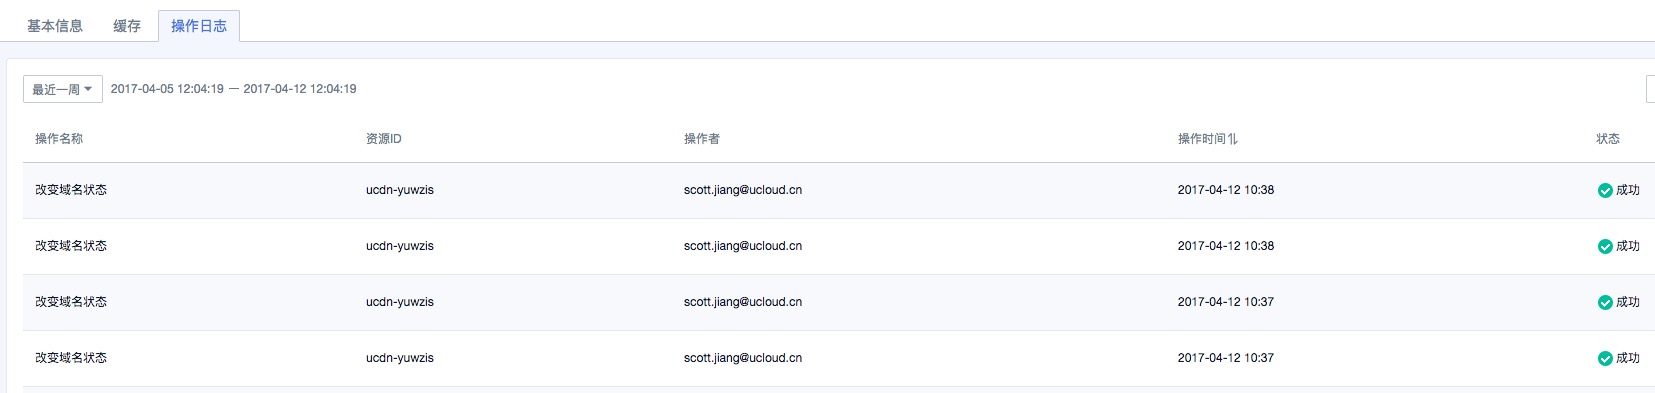 基本信息 缓存 操作日志
最近一周 2017-04-05 12:04:19 一 2017-04-12 12:04:19
操作名称 资源ID 操作者 操作时间 状态
改变域名状态 ucdn-yuwzis scott.jiang@ucloud.cn 2017-04-12 10:38 成功
改变域名状态 ucdn-yuwzis scott.jiang@ucloud.cn 2017-04-12 10:38 成功
改变域名状态 ucdn-yuwzis scott.jiang@ucloud.cn 2017-04-12 10:37 成功
改变域名状态 ucdn-yuwzis scott.jiang@ucloud.cn 2017-04-12 10:37 成功